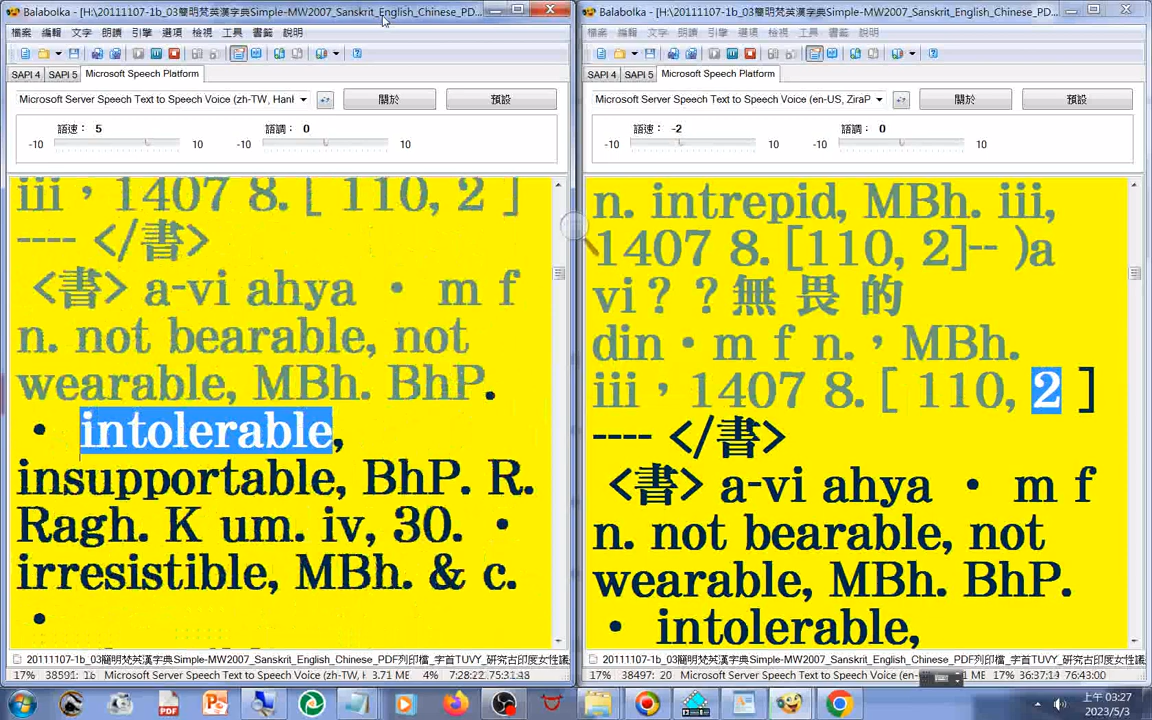 Balabolka - [H:\20111107-1b_03簡明梵英漢字典Simple-MW2007_Sanskrit_English_Chinese_PD...
檔案 編輯 文字 朗讀 引擎 選項 檢視 工具 書籤 說明
SAPI 4 SAPI 5 Microsoft Speech Platform
Microsoft Server Speech Text to Speech Voice (zh-TW, Hanl
關於 預設
語速： 5 語調： 0
-10 10 -10 10
iii，1407 8. [ 110, 2 ]
---- </書>
<書> a-vi ahya • m f
n. not bearable, not
wearable, MBh. BhP.
• intolerable,
insupportable, BhP. R.
Ragh. K um. iv, 30. •
irresistible, MBh. & c.
•
20111107-1b_03簡明梵英漢字典Simple-MW2007_Sanskrit_English_Chinese_PDF列印檔_字首TUVY_研究古印度女性議
17% 38591: 16 Microsoft Server Speech Text to Speech Voice (zh-TW, H 3.71 MB 4% 7:28:22
Balabolka - [H:\20111107-1b_03簡明梵英漢字典Simple-MW2007_Sanskrit_English_Chinese_PD...
檔案 編輯 文字 朗讀 引擎 選項 檢視 工具 書籤 說明
SAPI 4 SAPI 5 Microsoft Speech Platform
Microsoft Server Speech Text to Speech Voice (en-US, ZiraP
關於 預設
語速： -2 語調： 0
-10 10 -10 10
n. intrepid, MBh. iii,
1407 8. [110, 2]-- )a
vi？？無 畏 的
din • m f n.，MBh.
iii，1407 8. [ 110, 2 ]
---- </書>
<書> a-vi ahya • m f
n. not bearable, not
wearable, MBh. BhP.
• intolerable,
20111107-1b_03簡明梵英漢字典Simple-MW2007_Sanskrit_English_Chinese_PDF列印檔_字首TUVY_研究古印度女性議
17% 38497: 20 Microsoft Server Speech Text to Speech Voice 17% 36:37:14 76:43:00
上午 03:27
2023/5/3